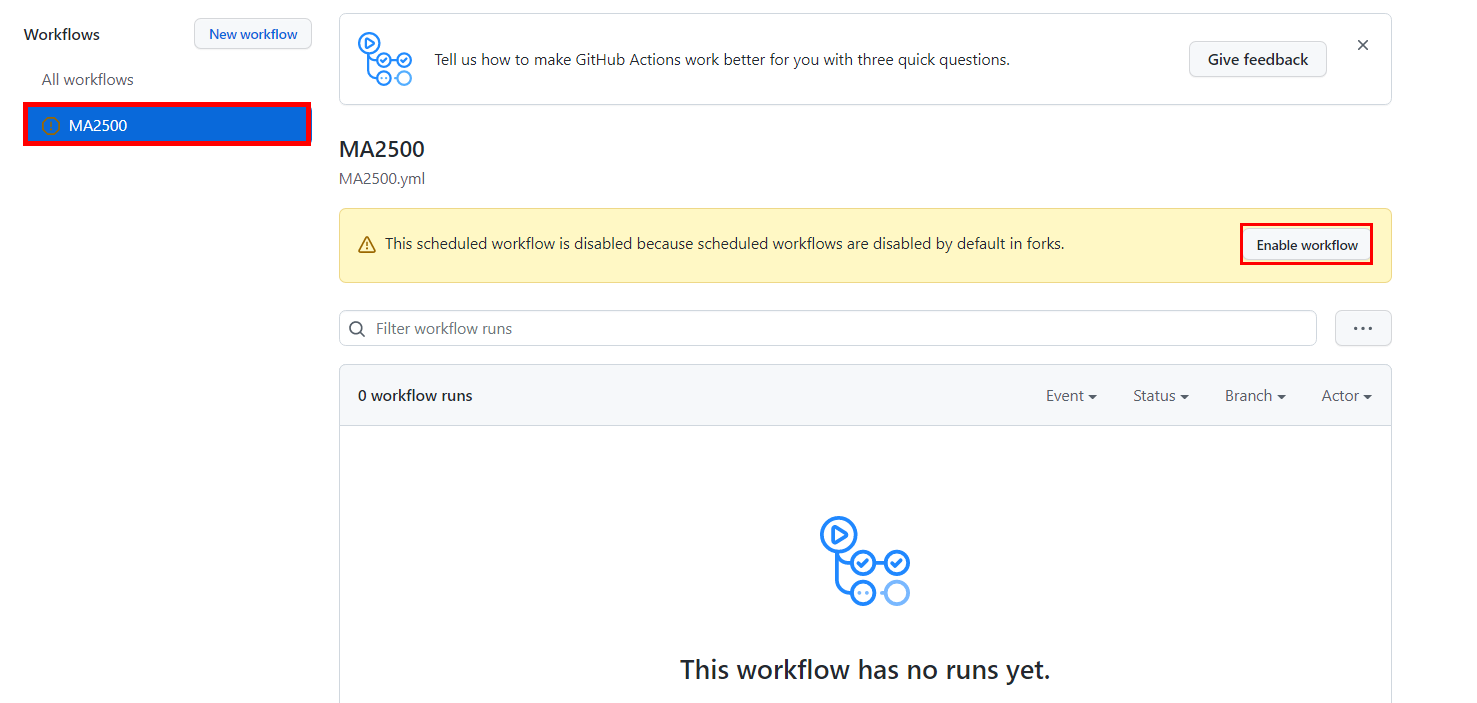 Workflows
New workflow
All workflows
MA2500
Tell us how to make GitHub Actions work better for you with three quick questions.
Give feedback
MA2500
MA2500.yml
This scheduled workflow is disabled because scheduled workflows are disabled by default in forks.
Enable workflow
Filter workflow runs
0 workflow runs
Event
Status
Branch
Actor
This workflow has no runs yet.